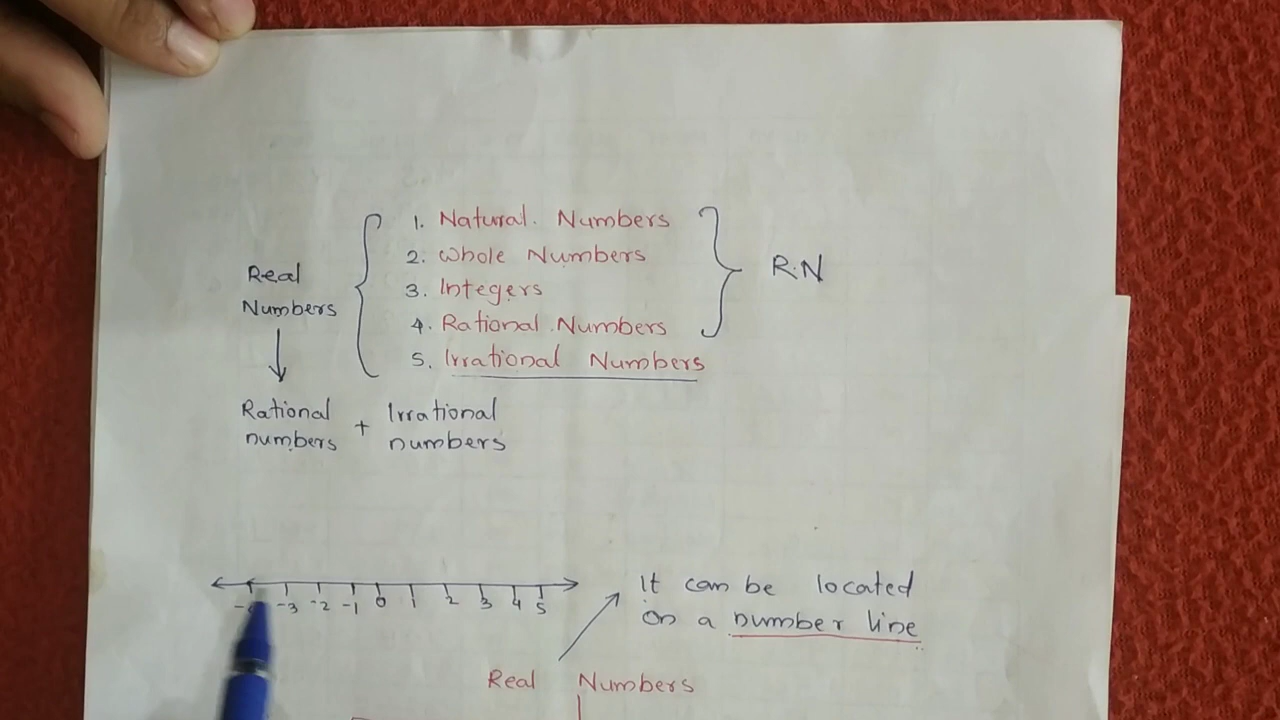 1. Natural. Numbers
2. Whole Numbers
3. Integers
4. Rational Numbers
5. Irrational Numbers
R.N
Real
Numbers
Rational
numbers
+
Irrational
numbers
-3 -2 -1 0 1 2 3 4 5
It can be located
on a number line
Real Numbers